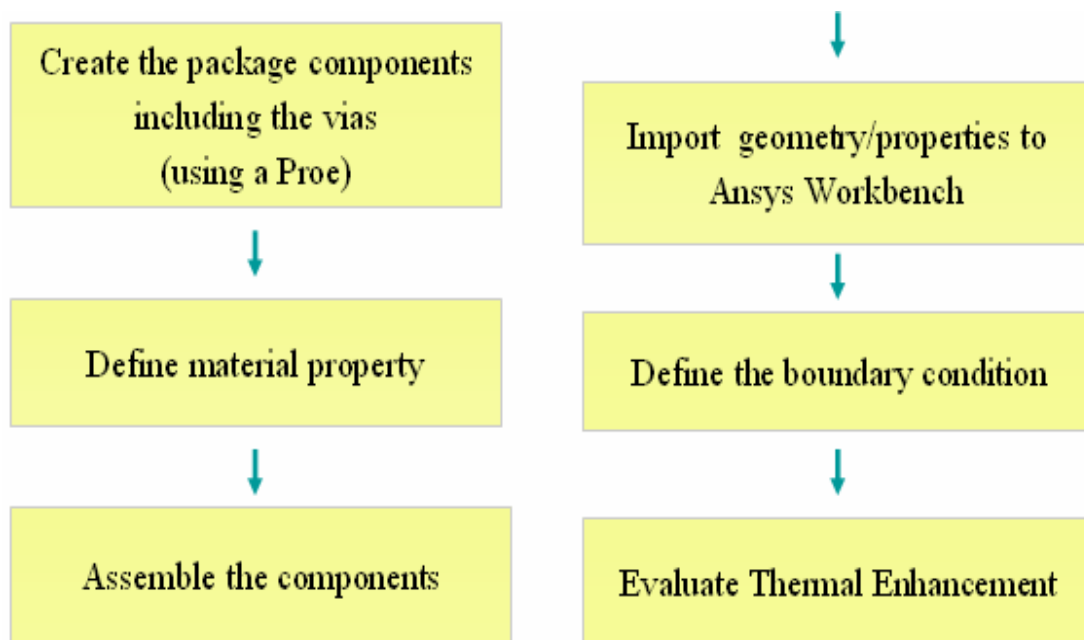 Create the package components
including the vias
(using a Proe)
Define material property
Assemble the components
Import geometry/properties to
Ansys Workbench
Define the boundary condition
Evaluate Thermal Enhancement